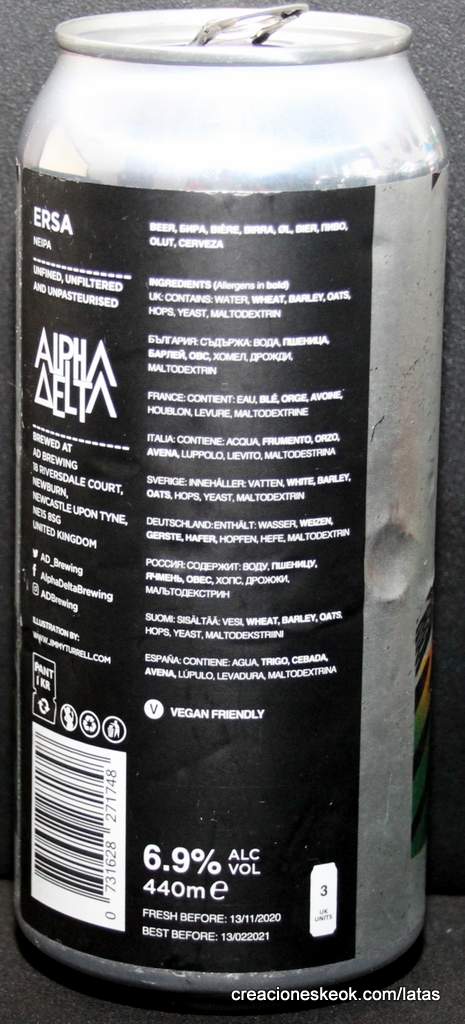 ERSA
NEIPA
UNFINED, UNFILTERED
AND UNPASTEURISED
ALPHA
DELTA
BREWED AT
AD BREWING
18 RIVERSDALE COURT,
NEWBURN,
NEWCASTLE UPON TYNE,
NE15 8SG
UNITED KINGDOM
AD_Brewing
AlphaDeltaBrewing
ADBrewing
ILLUSTRATION BY:
WWW.JIMMYTURRELL.COM
PANT
1 KR
0 731628 271748
BEER, БИРА, BIÈRE, BIRRA, ØL, BIER, ПИВО,
OLUT, CERVEZA
INGREDIENTS (Allergens in bold)
UK: CONTAINS: WATER, WHEAT, BARLEY, OATS,
HOPS, YEAST, MALTODEXTRIN
БЪЛГАРИЯ: СЪДЪРЖА: ВОДА, ПШЕНИЦА,
БАРЛЕЙ, ОВС, ХОМЕЛ, ДРОЖДИ,
MALTODEXTRIN
FRANCE: CONTIENT: EAU, BLÉ, ORGE, AVOINE,
HOUBLON, LEVURE, MALTODEXTRINE
ITALIA: CONTIENE: ACQUA, FRUMENTO, ORZO,
AVENA, LUPPOLO, LIEVITO, MALTODESTRINA
SVERIGE: INNEHÅLLER: VATTEN, WHITE, BARLEY,
OATS, HOPS, YEAST, MALTODEXTRIN
DEUTSCHLAND: ENTHÄLT: WASSER, WEIZEN,
GERSTE, HAFER, HOPFEN, HEFE, MALTODEXTRIN
РОССИЯ: СОДЕРЖИТ: ВОДУ, ПШЕНИЦУ,
ЯЧМЕНЬ, ОВЕС, ХОПС, ДРОЖЖИ,
МАЛЬТОДЕКСТРИН
SUOMI: SISÄLTÄÄ: VESI, WHEAT, BARLEY, OATS,
HOPS, YEAST, MALTODEKSTRIINI
ESPAÑA: CONTIENE: AGUA, TRIGO, CEBADA,
AVENA, LÚPULO, LEVADURA, MALTODEXTRINA
V VEGAN FRIENDLY
6.9% ALC
VOL
440m e
FRESH BEFORE: 13/11/2020
BEST BEFORE: 13/022021
3
UK
UNITS
creacioneskeok.com/latas